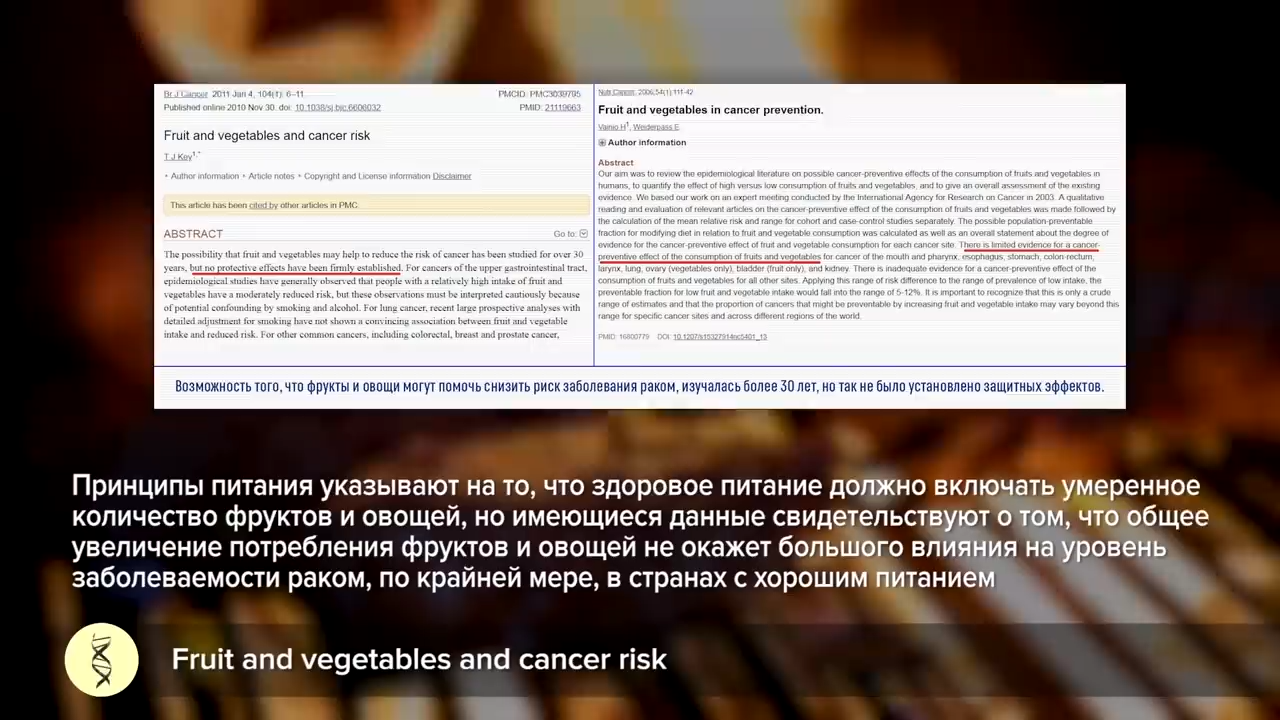 Br J Cancer. 2011 Jan 4; 104(1): 6–11.
PMCID: PMC3039795
Published online 2010 Nov 30. doi: 10.1038/sj.bjc.6606032
PMID: 21119663
Fruit and vegetables and cancer risk
T J Key1,*
• Author information • Article notes • Copyright and License information Disclaimer
This article has been cited by other articles in PMC.
ABSTRACT
Go to:
The possibility that fruit and vegetables may help to reduce the risk of cancer has been studied for over 30
years, but no protective effects have been firmly established. For cancers of the upper gastrointestinal tract,
epidemiological studies have generally observed that people with a relatively high intake of fruit and
vegetables have a moderately reduced risk, but these observations must be interpreted cautiously because
of potential confounding by smoking and alcohol. For lung cancer, recent large prospective analyses with
detailed adjustment for smoking have not shown a convincing association between fruit and vegetable
intake and reduced risk. For other common cancers, including colorectal, breast and prostate cancer,
Nutr Cancer. 2006;54(1):111-42
Fruit and vegetables in cancer prevention.
Vainio H1, Weiderpass E.
Author information
Abstract
Our aim was to review the epidemiological literature on possible cancer-preventive effects of the consumption of fruits and vegetables in
humans, to quantify the effect of high versus low consumption of fruits and vegetables, and to give an overall assessment of the existing
evidence. We based our work on an expert meeting conducted by the International Agency for Research on Cancer in 2003. A qualitative
reading and evaluation of relevant articles on the cancer-preventive effect of the consumption of fruits and vegetables was made followed by
the calculation of the mean relative risk and range for cohort and case-control studies separately. The possible population-preventable
fraction for modifying diet in relation to fruit and vegetable consumption was calculated as well as an overall statement about the degree of
evidence for the cancer-preventive effect of fruit and vegetable consumption for each cancer site. There is limited evidence for a cancer-
preventive effect of the consumption of fruits and vegetables for cancer of the mouth and pharynx, esophagus, stomach, colon-rectum,
larynx, lung, ovary (vegetables only), bladder (fruit only), and kidney. There is inadequate evidence for a cancer-preventive effect of the
consumption of fruits and vegetables for all other sites. Applying this range of risk difference to the range of prevalence of low intake, the
preventable fraction for low fruit and vegetable intake would fall into the range of 5-12%. It is important to recognize that this is only a crude
range of estimates and that the proportion of cancers that might be preventable by increasing fruit and vegetable intake may vary beyond this
range for specific cancer sites and across different regions of the world.
PMID: 16800779 DOI: 10.1207/s15327914nc5401_13
Возможность того, что фрукты и овощи могут помочь снизить риск заболевания раком, изучалась более 30 лет, но так не было установлено защитных эффектов.
Принципы питания указывают на то, что здоровое питание должно включать умеренное
количество фруктов и овощей, но имеющиеся данные свидетельствуют о том, что общее
увеличение потребления фруктов и овощей не окажет большого влияния на уровень
заболеваемости раком, по крайней мере, в странах с хорошим питанием
Fruit and vegetables and cancer risk